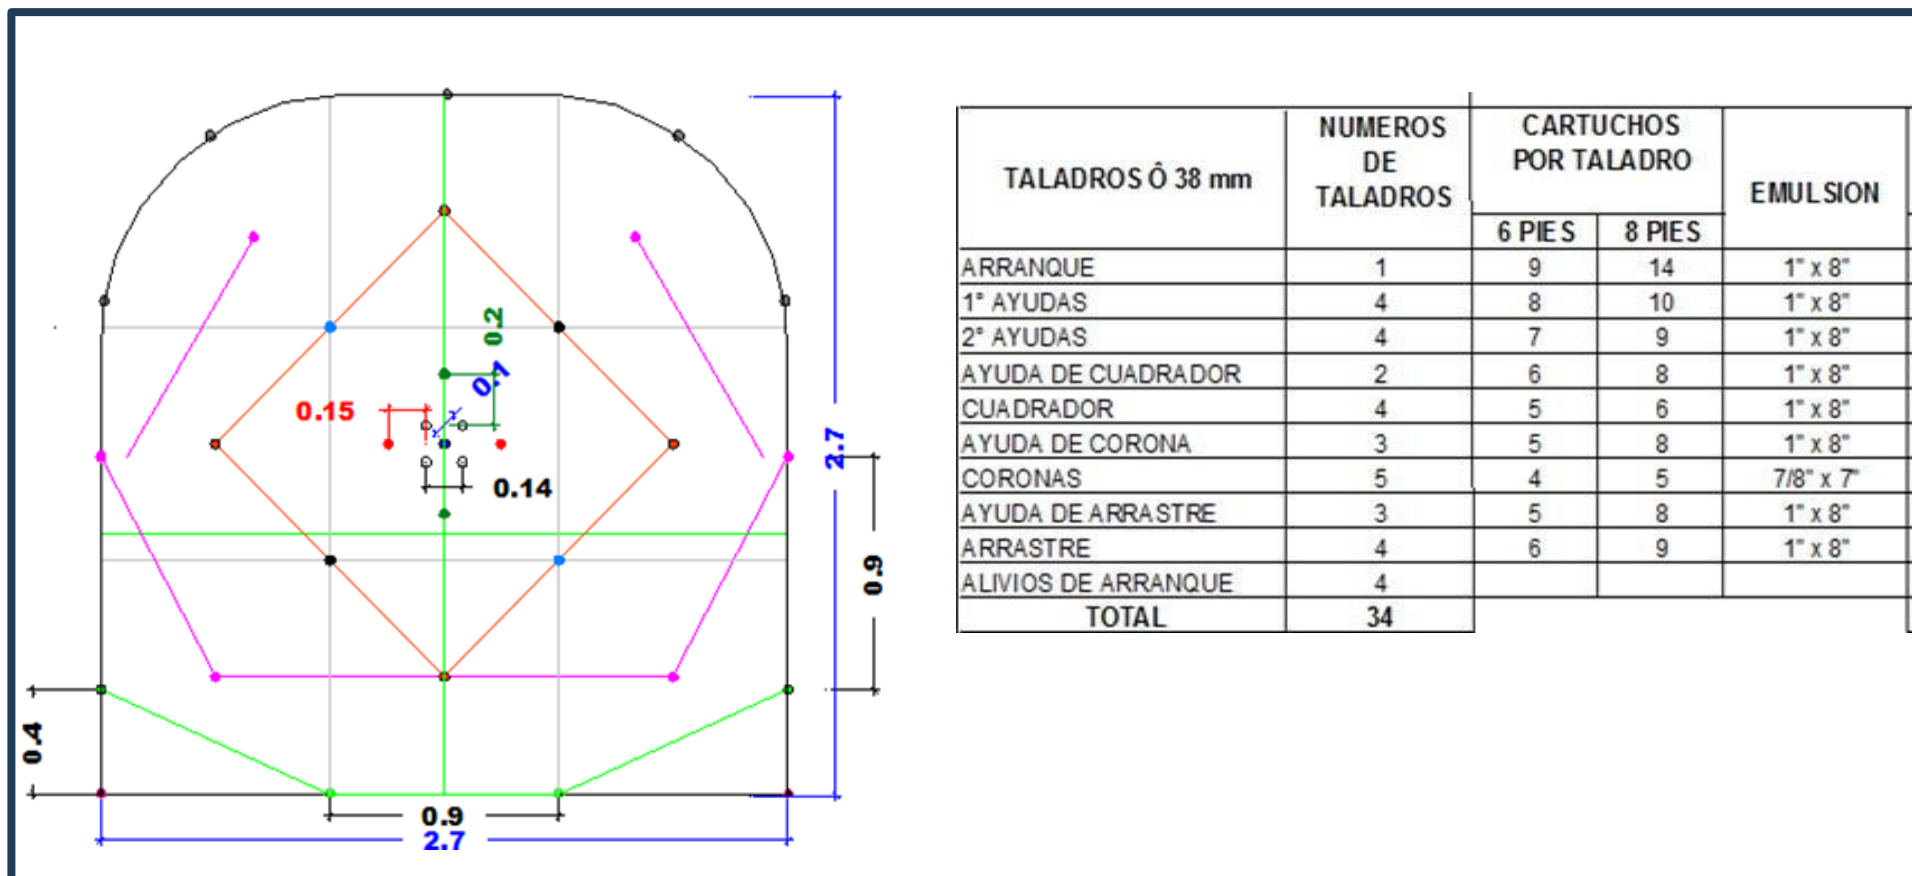 0.2
0.1
0.15
0.14
2.7
0.9
0.4
0.9
2.7
TALADROS Ô 38 mm
NUMEROS
DE
TALADROS
CARTUCHOS
POR TALADRO
EMULSION
6 PIES 8 PIES
ARRANQUE 1 9 14 1" x 8"
1° AYUDAS 4 8 10 1" x 8"
2° AYUDAS 4 7 9 1" x 8"
AYUDA DE CUADRADOR 2 6 8 1" x 8"
CUADRADOR 4 5 6 1" x 8"
AYUDA DE CORONA 3 5 8 1" x 8"
CORONAS 5 4 5 7/8" x 7"
AYUDA DE ARRASTRE 3 5 8 1" x 8"
ARRASTRE 4 6 9 1" x 8"
ALIVIOS DE ARRANQUE 4
TOTAL 34